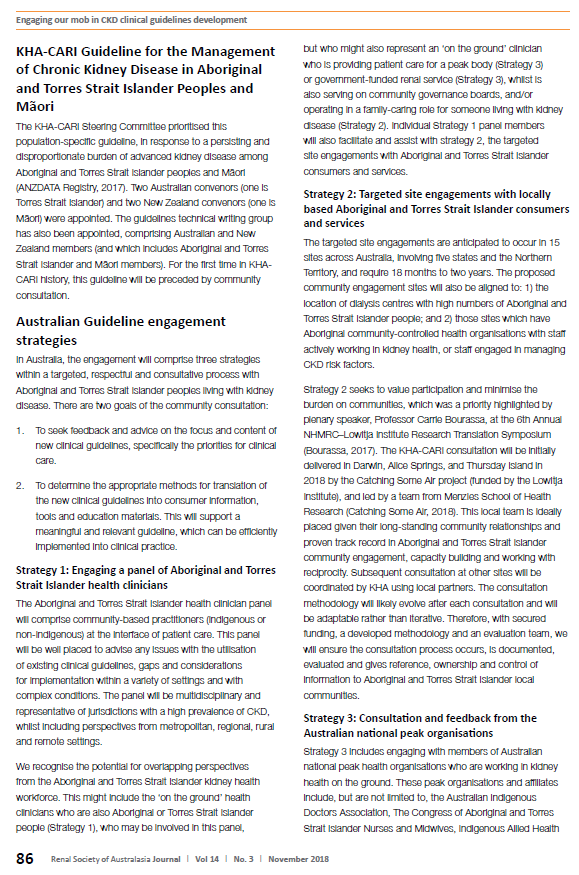 Engaging our mob in CKD clinical guidelines development
KHA-CARI Guideline for the Management
of Chronic Kidney Disease in Aboriginal
and Torres Strait Islander Peoples and
Māori
The KHA-CARI Steering Committee prioritised this
population-specific guideline, in response to a persisting and
disproportionate burden of advanced kidney disease among
Aboriginal and Torres Strait Islander peoples and Māori
(ANZDATA Registry, 2017). Two Australian convenors (one is
Torres Strait Islander) and two New Zealand convenors (one is
Māori) were appointed. The guidelines technical writing group
has also been appointed, comprising Australian and New
Zealand members (and which includes Aboriginal and Torres
Strait Islander and Māori members). For the first time in KHA-
CARI history, this guideline will be preceded by community
consultation.
Australian Guideline engagement
strategies
In Australia, the engagement will comprise three strategies
within a targeted, respectful and consultative process with
Aboriginal and Torres Strait Islander peoples living with kidney
disease. There are two goals of the community consultation:
1. To seek feedback and advice on the focus and content of
new clinical guidelines, specifically the priorities for clinical
care.
2. To determine the appropriate methods for translation of
the new clinical guidelines into consumer information,
tools and education materials. This will support a
meaningful and relevant guideline, which can be efficiently
implemented into clinical practice.
Strategy 1: Engaging a panel of Aboriginal and Torres
Strait Islander health clinicians
The Aboriginal and Torres Strait Islander health clinician panel
will comprise community-based practitioners (Indigenous or
non-Indigenous) at the interface of patient care. This panel
will be well placed to advise any issues with the utilisation
of existing clinical guidelines, gaps and considerations
for implementation within a variety of settings and with
complex conditions. The panel will be multidisciplinary and
representative of jurisdictions with a high prevalence of CKD,
whilst including perspectives from metropolitan, regional, rural
and remote settings.
We recognise the potential for overlapping perspectives
from the Aboriginal and Torres Strait Islander kidney health
workforce. This might include the ‘on the ground’ health
clinicians who are also Aboriginal or Torres Strait Islander
people (Strategy 1), who may be involved in this panel,
but who might also represent an ‘on the ground’ clinician
who is providing patient care for a peak body (Strategy 3)
or government-funded renal service (Strategy 3), whilst is
also serving on community governance boards, and/or
operating in a family-caring role for someone living with kidney
disease (Strategy 2). Individual Strategy 1 panel members
will also facilitate and assist with strategy 2, the targeted
site engagements with Aboriginal and Torres Strait Islander
consumers and services.
Strategy 2: Targeted site engagements with locally
based Aboriginal and Torres Strait Islander consumers
and services
The targeted site engagements are anticipated to occur in 15
sites across Australia, involving five states and the Northern
Territory, and require 18 months to two years. The proposed
community engagement sites will also be aligned to: 1) the
location of dialysis centres with high numbers of Aboriginal and
Torres Strait Islander people; and 2) those sites which have
Aboriginal community-controlled health organisations with staff
actively working in kidney health, or staff engaged in managing
CKD risk factors.
Strategy 2 seeks to value participation and minimise the
burden on communities, which was a priority highlighted by
plenary speaker, Professor Carrie Bourassa, at the 6th Annual
NHMRC–Lowitja Institute Research Translation Symposium
(Bourassa, 2017). The KHA-CARI consultation will be initially
delivered in Darwin, Alice Springs, and Thursday Island in
2018 by the Catching Some Air project (funded by the Lowitja
Institute), and led by a team from Menzies School of Health
Research (Catching Some Air, 2018). This local team is ideally
placed given their long-standing community relationships and
proven track record in Aboriginal and Torres Strait Islander
community engagement, capacity building and working with
reciprocity. Subsequent consultation at other sites will be
coordinated by KHA using local partners. The consultation
methodology will likely evolve after each consultation and will
be adaptable rather than iterative. Therefore, with secured
funding, a developed methodology and an evaluation team, we
will ensure the consultation process occurs, is documented,
evaluated and gives reference, ownership and control of
information to Aboriginal and Torres Strait Islander local
communities.
Strategy 3: Consultation and feedback from the
Australian national peak organisations
Strategy 3 includes engaging with members of Australian
national peak health organisations who are working in kidney
health on the ground. These peak organisations and affiliates
include, but are not limited to, the Australian Indigenous
Doctors Association, The Congress of Aboriginal and Torres
Strait Islander Nurses and Midwives, Indigenous Allied Health
86 Renal Society of Australasia Journal | Vol 14 | No. 3 | November 2018